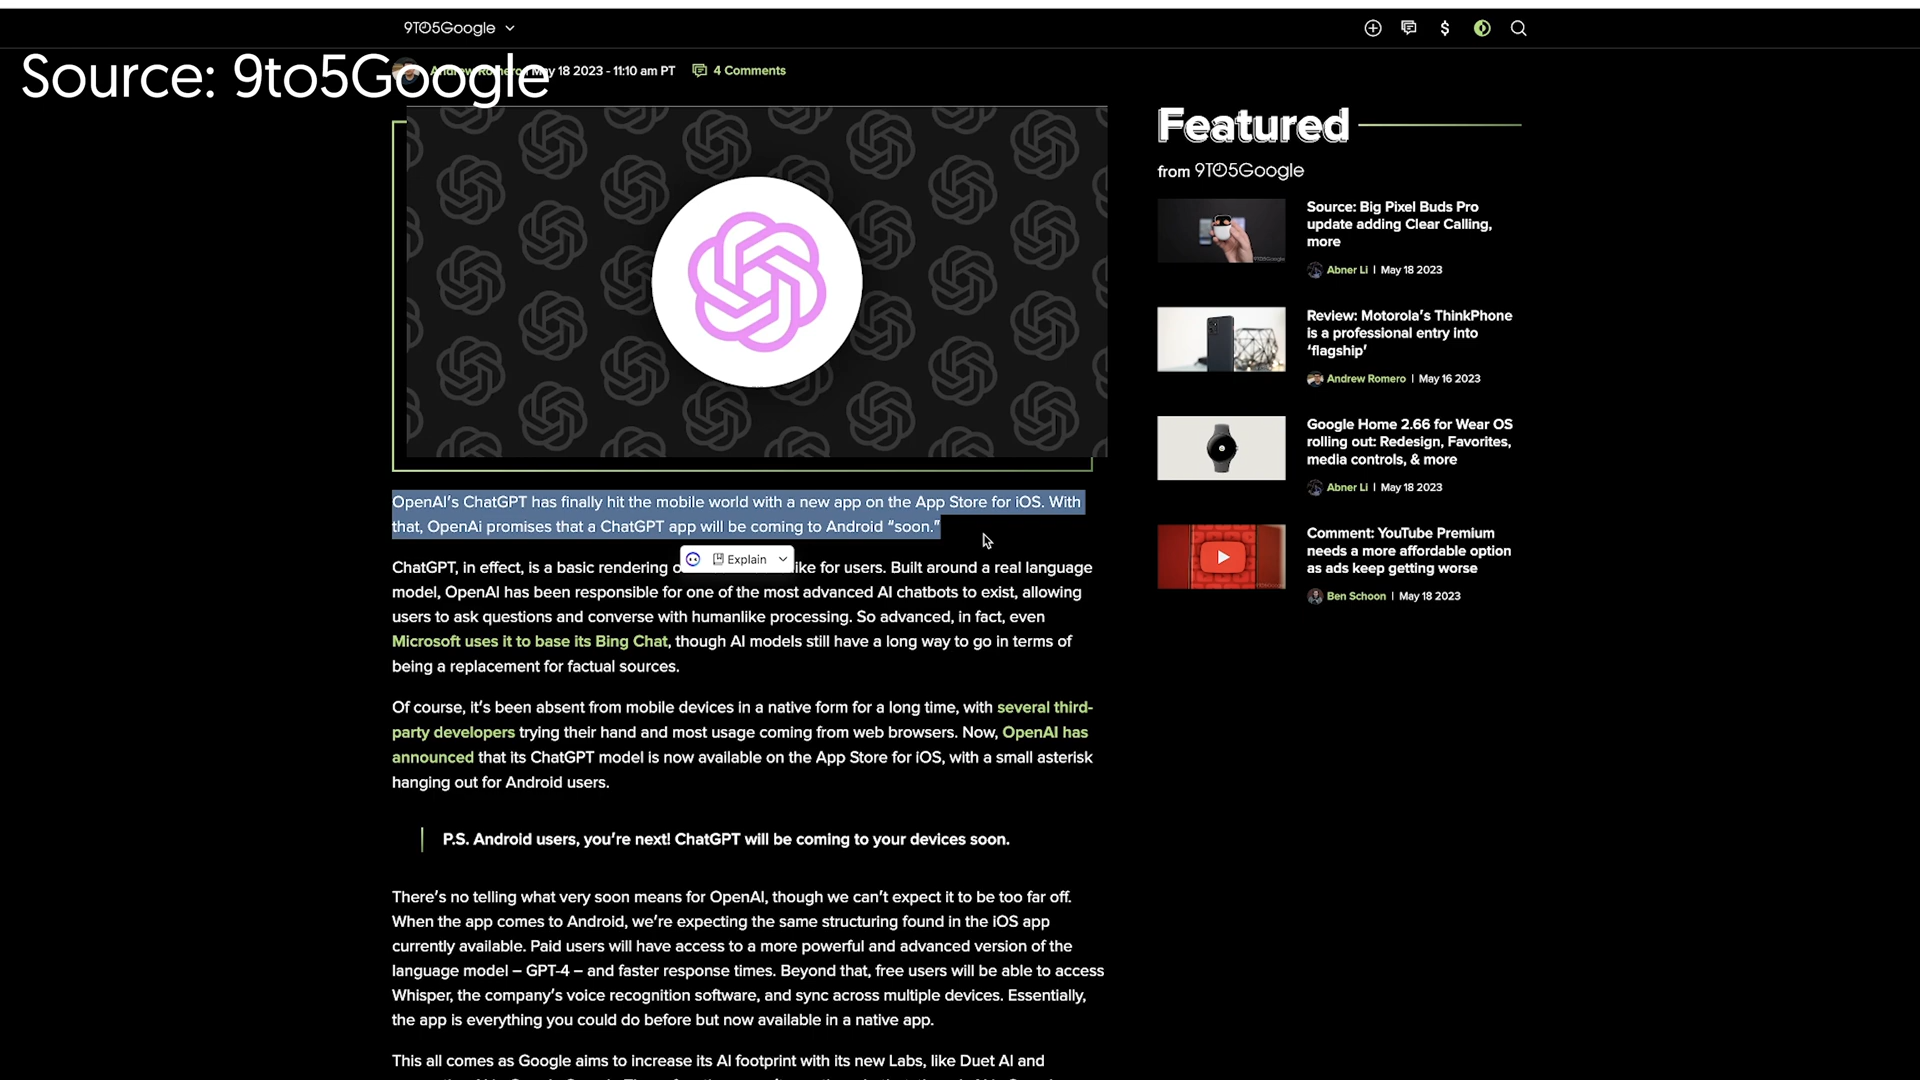 9TO5Google
Source: 9to5Google
Andrew Romero May 18 2023 - 11:10 am PT
4 Comments
OpenAI's ChatGPT has finally hit the mobile world with a new app on the App Store for iOS. With
that, OpenAi promises that a ChatGPT app will be coming to Android “soon.”
Explain
ChatGPT, in effect, is a basic rendering ike for users. Built around a real language
model, OpenAI has been responsible for one of the most advanced AI chatbots to exist, allowing
users to ask questions and converse with humanlike processing. So advanced, in fact, even
Microsoft uses it to base its Bing Chat, though AI models still have a long way to go in terms of
being a replacement for factual sources.
Of course, it's been absent from mobile devices in a native form for a long time, with several third-
party developers trying their hand and most usage coming from web browsers. Now, OpenAI has
announced that its ChatGPT model is now available on the App Store for iOS, with a small asterisk
hanging out for Android users.
P.S. Android users, you're next! ChatGPT will be coming to your devices soon.
There's no telling what very soon means for OpenAI, though we can't expect it to be too far off.
When the app comes to Android, we're expecting the same structuring found in the iOS app
currently available. Paid users will have access to a more powerful and advanced version of the
language model – GPT-4 – and faster response times. Beyond that, free users will be able to access
Whisper, the company's voice recognition software, and sync across multiple devices. Essentially,
the app is everything you could do before but now available in a native app.
This all comes as Google aims to increase its AI footprint with its new Labs, like Duet AI and
Featured
from 9TO5Google
Source: Big Pixel Buds Pro
update adding Clear Calling,
more
Abner Li | May 18 2023
Review: Motorola's ThinkPhone
is a professional entry into
‘flagship’
Andrew Romero | May 16 2023
Google Home 2.66 for Wear OS
rolling out: Redesign, Favorites,
media controls, & more
Abner Li | May 18 2023
Comment: YouTube Premium
needs a more affordable option
as ads keep getting worse
Ben Schoon | May 18 2023